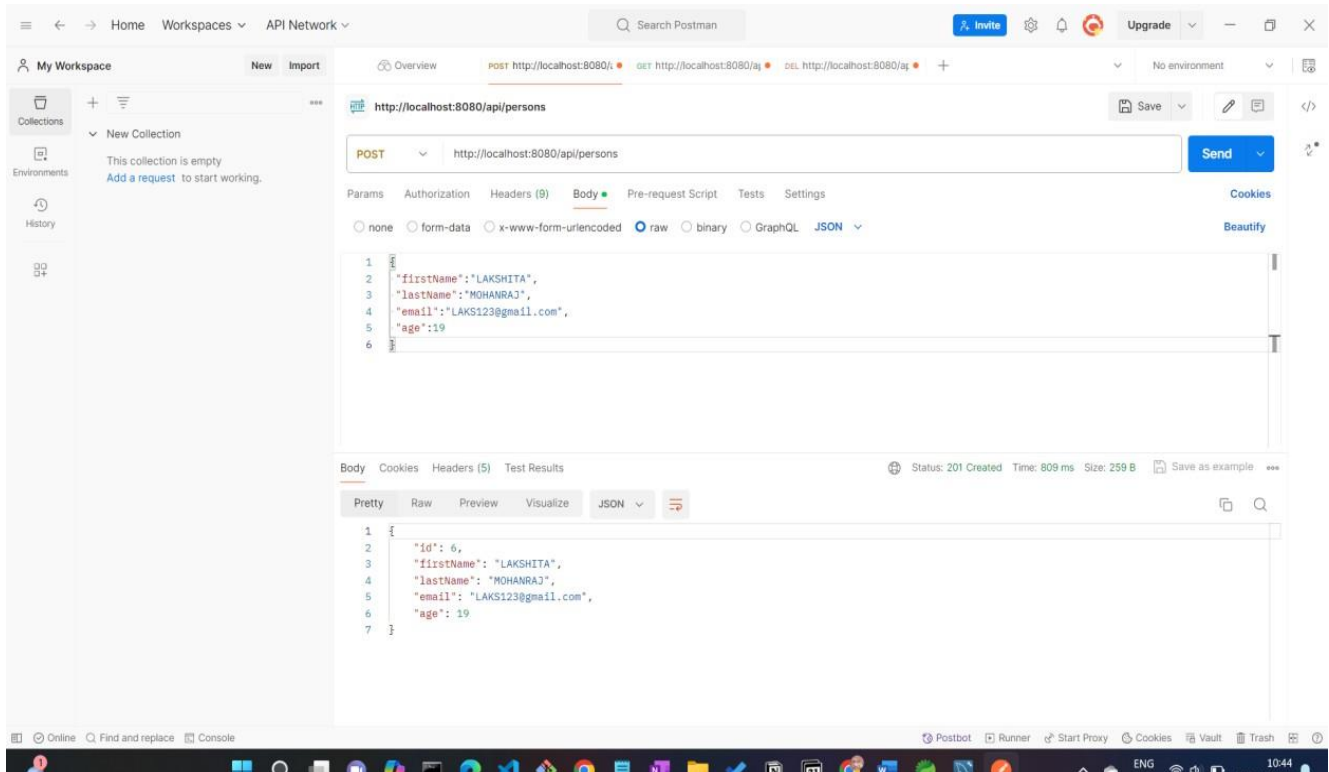 Home Workspaces API Network Search Postman Invite Upgrade
My Workspace New Import Overview POST http://localhost:8080/ GET http://localhost:8080/ DEL http://localhost:8080/ No environment
Collections
New Collection
This collection is empty
Add a request to start working.
Environments
History
HTTP http://localhost:8080/api/persons Save
POST http://localhost:8080/api/persons Send
Params Authorization Headers (9) Body Pre-request Script Tests Settings Cookies
none form-data x-www-form-urlencoded raw binary GraphQL JSON Beautify
1 {
2 "firstName":"LAKSHITA",
3 "lastName":"MOHANRAJ",
4 "email":"LAKS123@gmail.com",
5 "age":19
6 }
Body Cookies Headers (5) Test Results Status: 201 Created Time: 809 ms Size: 259 B Save as example
Pretty Raw Preview Visualize JSON
1 {
2 "id": 6,
3 "firstName": "LAKSHITA",
4 "lastName": "MOHANRAJ",
5 "email": "LAKS123@gmail.com",
6 "age": 19
7 }
Online Find and replace Console Postbot Runner Start Proxy Cookies Vault Trash
1 ENG 10:44